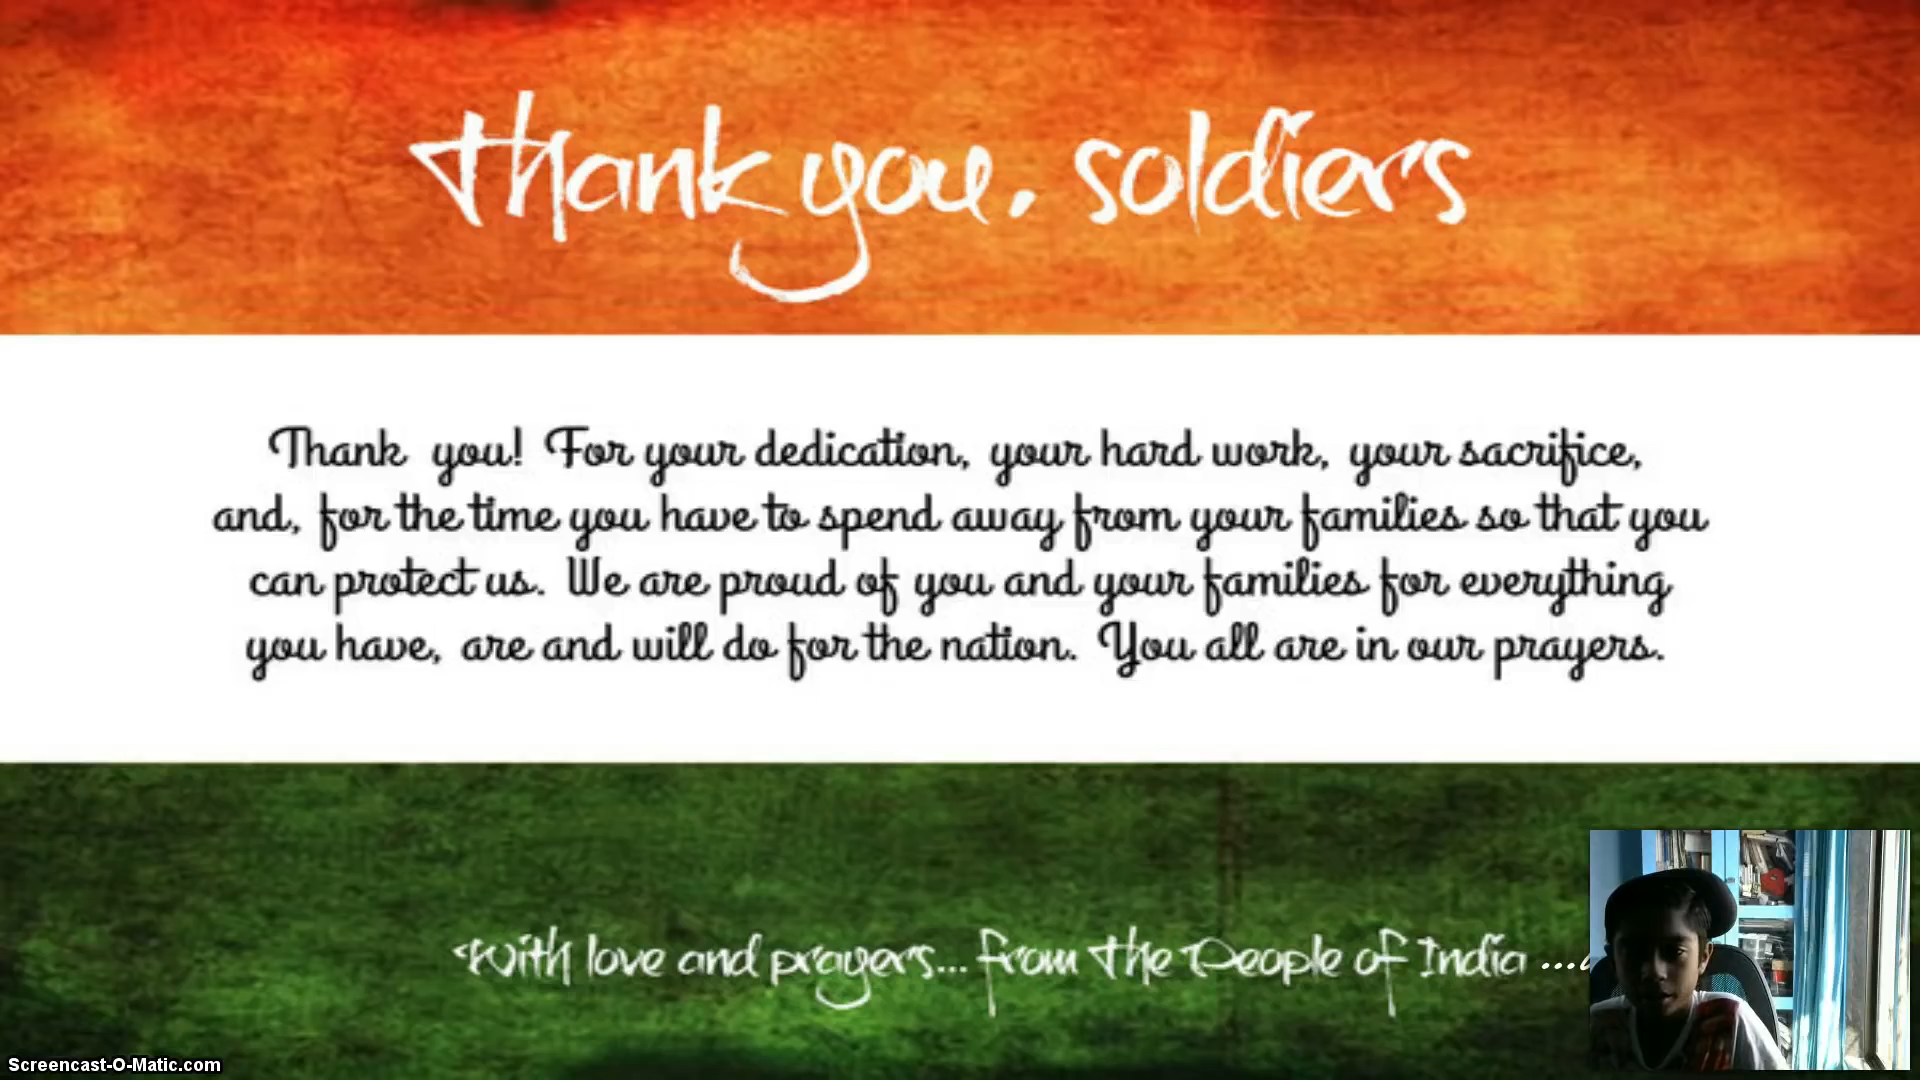 Thank you, soldiers
Thank you! For your dedication, your hard work, your sacrifice,
and, for the time you have to spend away from your families so that you
can protect us. We are proud of you and your families for everything
you have, are and will do for the nation. You all are in our prayers.
With love and prayers... from the People of India ....
Screencast-O-Matic.com